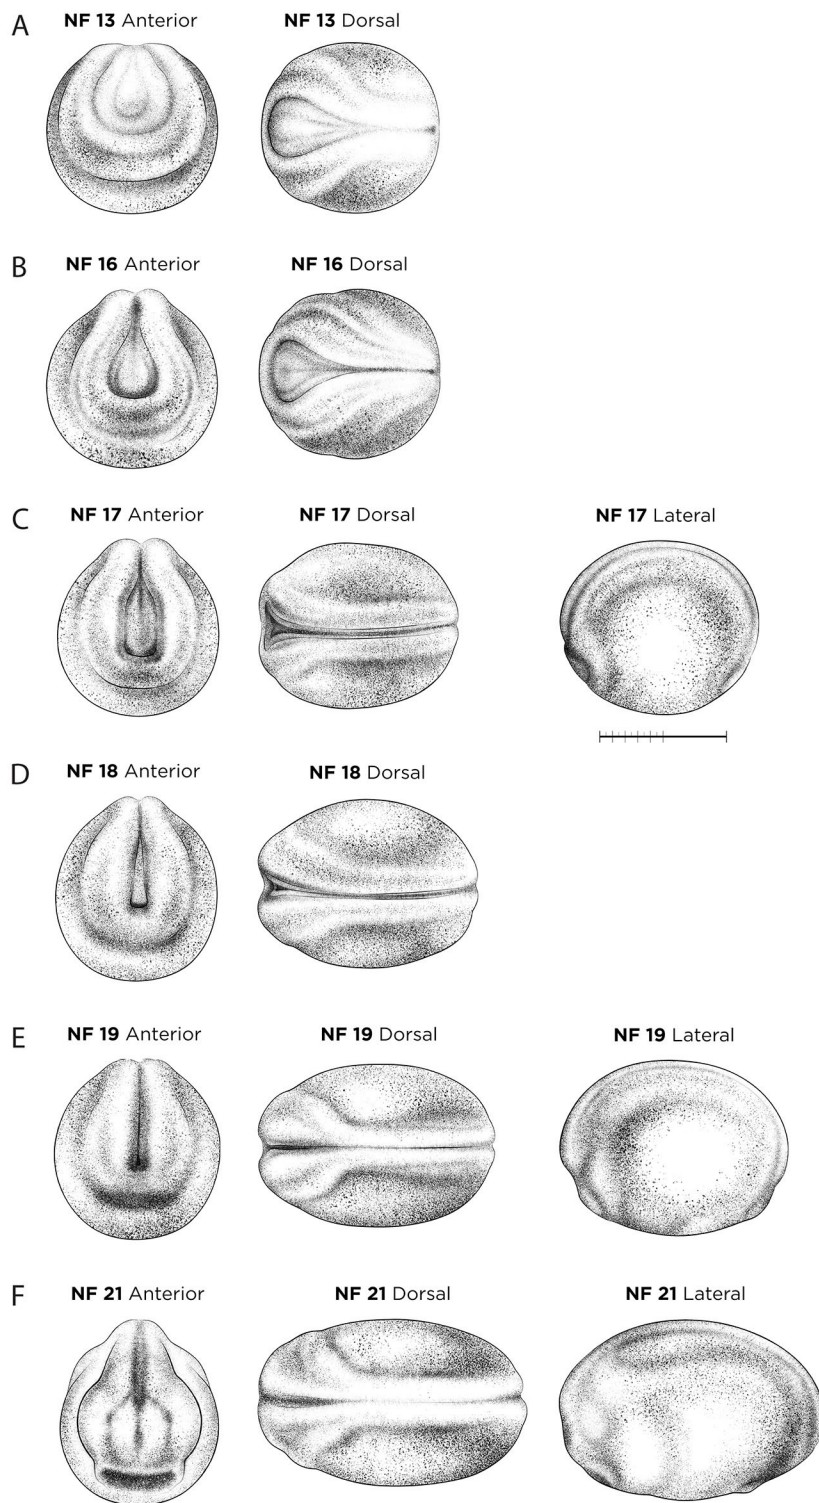 A NF 13 Anterior NF 13 Dorsal
B NF 16 Anterior NF 16 Dorsal
C NF 17 Anterior NF 17 Dorsal NF 17 Lateral
D NF 18 Anterior NF 18 Dorsal
E NF 19 Anterior NF 19 Dorsal NF 19 Lateral
F NF 21 Anterior NF 21 Dorsal NF 21 Lateral